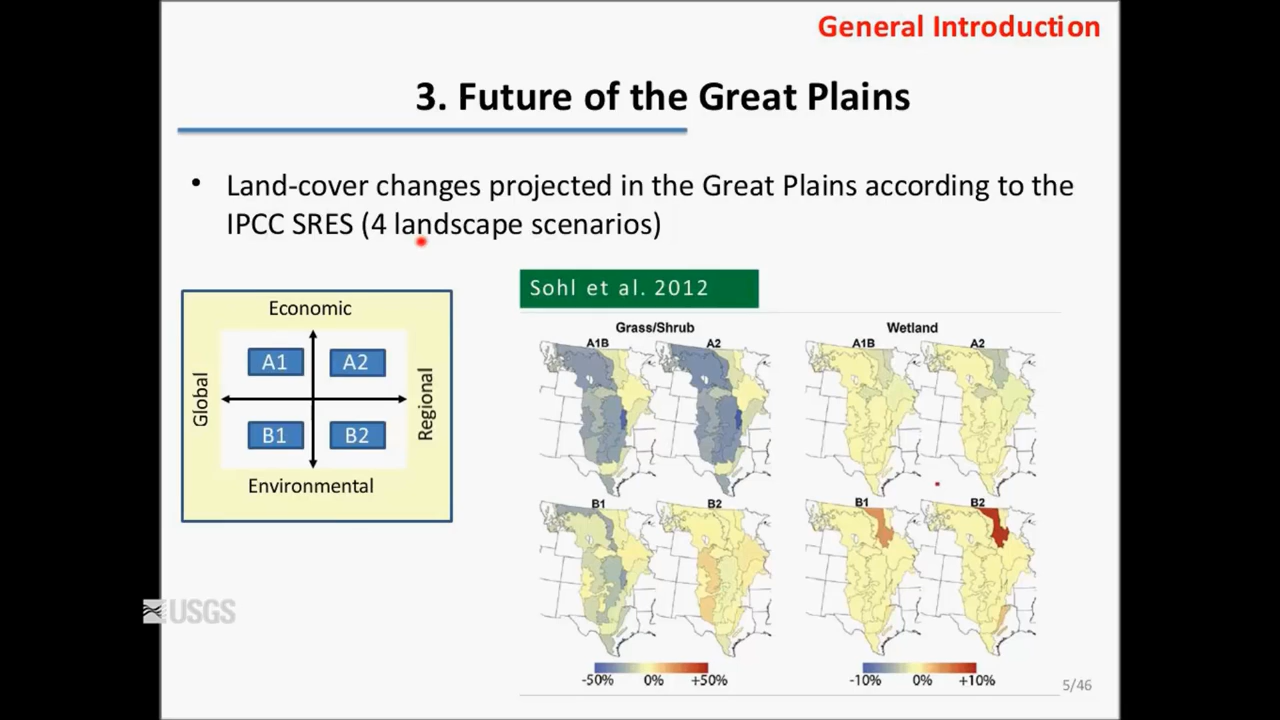 General Introduction
3. Future of the Great Plains
• Land-cover changes projected in the Great Plains according to the
IPCC SRES (4 landscape scenarios)
Economic
A1 A2
Global
Regional
B1 B2
Environmental
Sohl et al. 2012
Grass/Shrub
A1B A2
B1 B2
-50% 0% +50%
Wetland
A1B A2
B1 B2
-10% 0% +10%
USGS
5/46